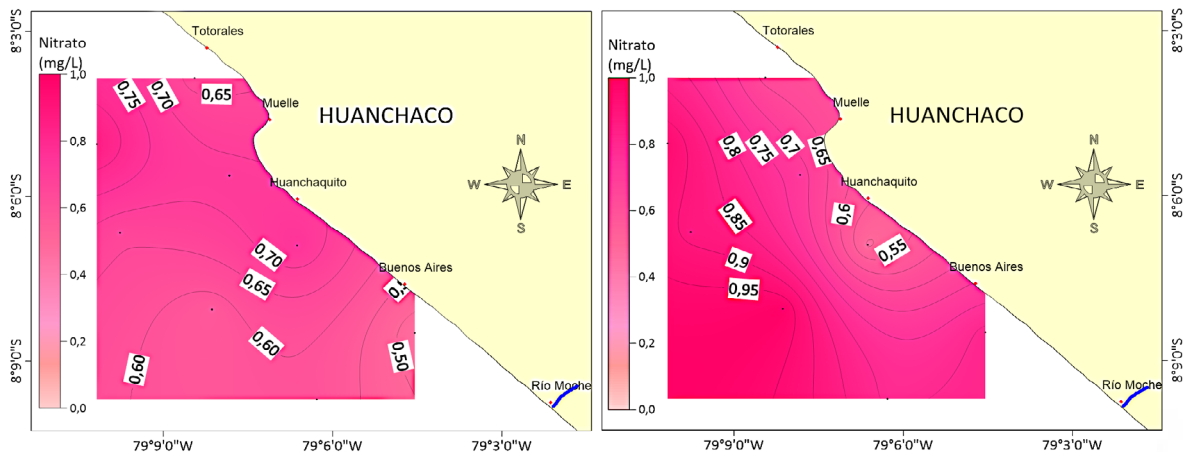 8°3'0"S
8°6'0"S
8°9'0"S
Nitrato
(mg/L)
1,0
0,8
0,6
0,4
0,2
0,0
Totorales
Muelle
HUANCHACO
Huanchaquito
Buenos Aires
Río Moche
N
W
E
S
0,75
0,70
0,65
0,70
0,65
0,60
0,60
0,50
79°9'0"W
79°6'0"W
79°3'0"W
Nitrato
(mg/L)
1,0
0,8
0,6
0,4
0,2
0,0
Totorales
Muelle
HUANCHACO
Huanchaquito
Buenos Aires
Río Moche
N
W
E
S
0,8
0,75
0,7
0,65
0,6
0,55
0,85
0,9
0,95
79°9'0"W
79°6'0"W
79°3'0"W
8°3'0"S
8°6'0"S
8°9'0"S